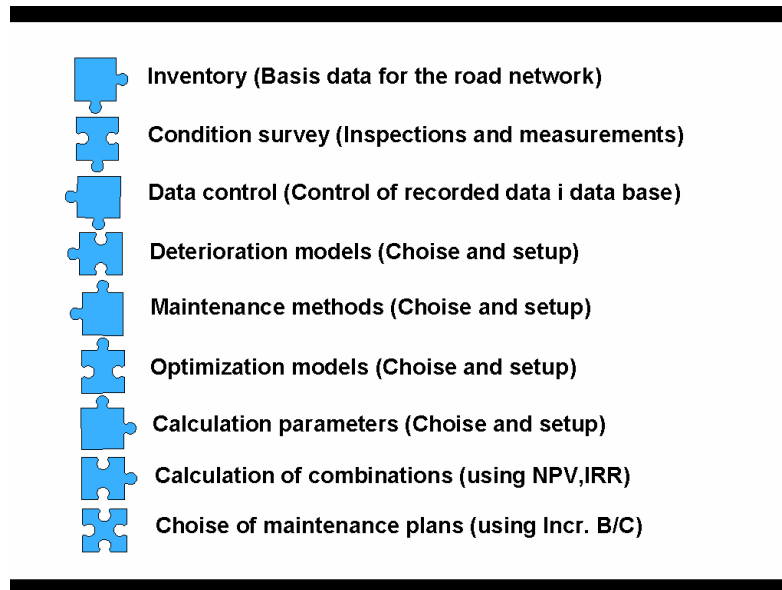 Inventory (Basis data for the road network)
Condition survey (Inspections and measurements)
Data control (Control of recorded data i data base)
Deterioration models (Choise and setup)
Maintenance methods (Choise and setup)
Optimization models (Choise and setup)
Calculation parameters (Choise and setup)
Calculation of combinations (using NPV,IRR)
Choise of maintenance plans (using Incr. B/C)